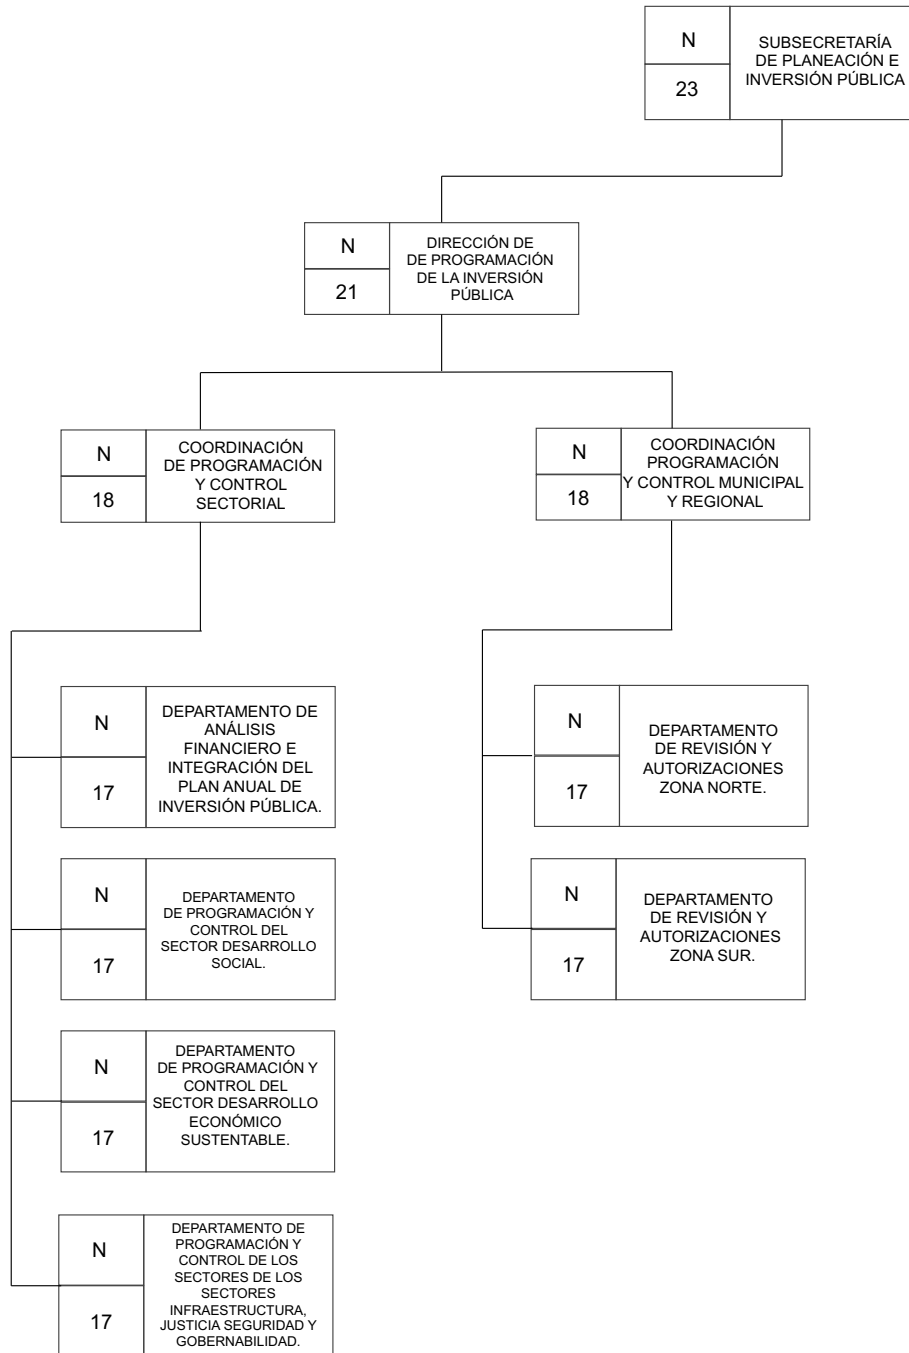 N
23
SUBSECRETARÍA
DE PLANEACIÓN E
INVERSIÓN PÚBLICA
N
21
DIRECCIÓN DE
DE PROGRAMACIÓN
DE LA INVERSIÓN
PÚBLICA
N
18
COORDINACIÓN
DE PROGRAMACIÓN
Y CONTROL
SECTORIAL
N
18
COORDINACIÓN
PROGRAMACIÓN
Y CONTROL MUNICIPAL
Y REGIONAL
N
17
DEPARTAMENTO DE
ANÁLISIS
FINANCIERO E
INTEGRACIÓN DEL
PLAN ANUAL DE
INVERSIÓN PÚBLICA.
N
17
DEPARTAMENTO
DE PROGRAMACIÓN Y
CONTROL DEL
SECTOR DESARROLLO
SOCIAL.
N
17
DEPARTAMENTO
DE PROGRAMACIÓN Y
CONTROL DEL
SECTOR DESARROLLO
ECONÓMICO
SUSTENTABLE.
N
17
DEPARTAMENTO DE
PROGRAMACIÓN Y
CONTROL DE LOS
SECTORES DE LOS
SECTORES
INFRAESTRUCTURA,
JUSTICIA SEGURIDAD Y
GOBERNABILIDAD.
N
17
DEPARTAMENTO
DE REVISIÓN Y
AUTORIZACIONES
ZONA NORTE.
N
17
DEPARTAMENTO
DE REVISIÓN Y
AUTORIZACIONES
ZONA SUR.